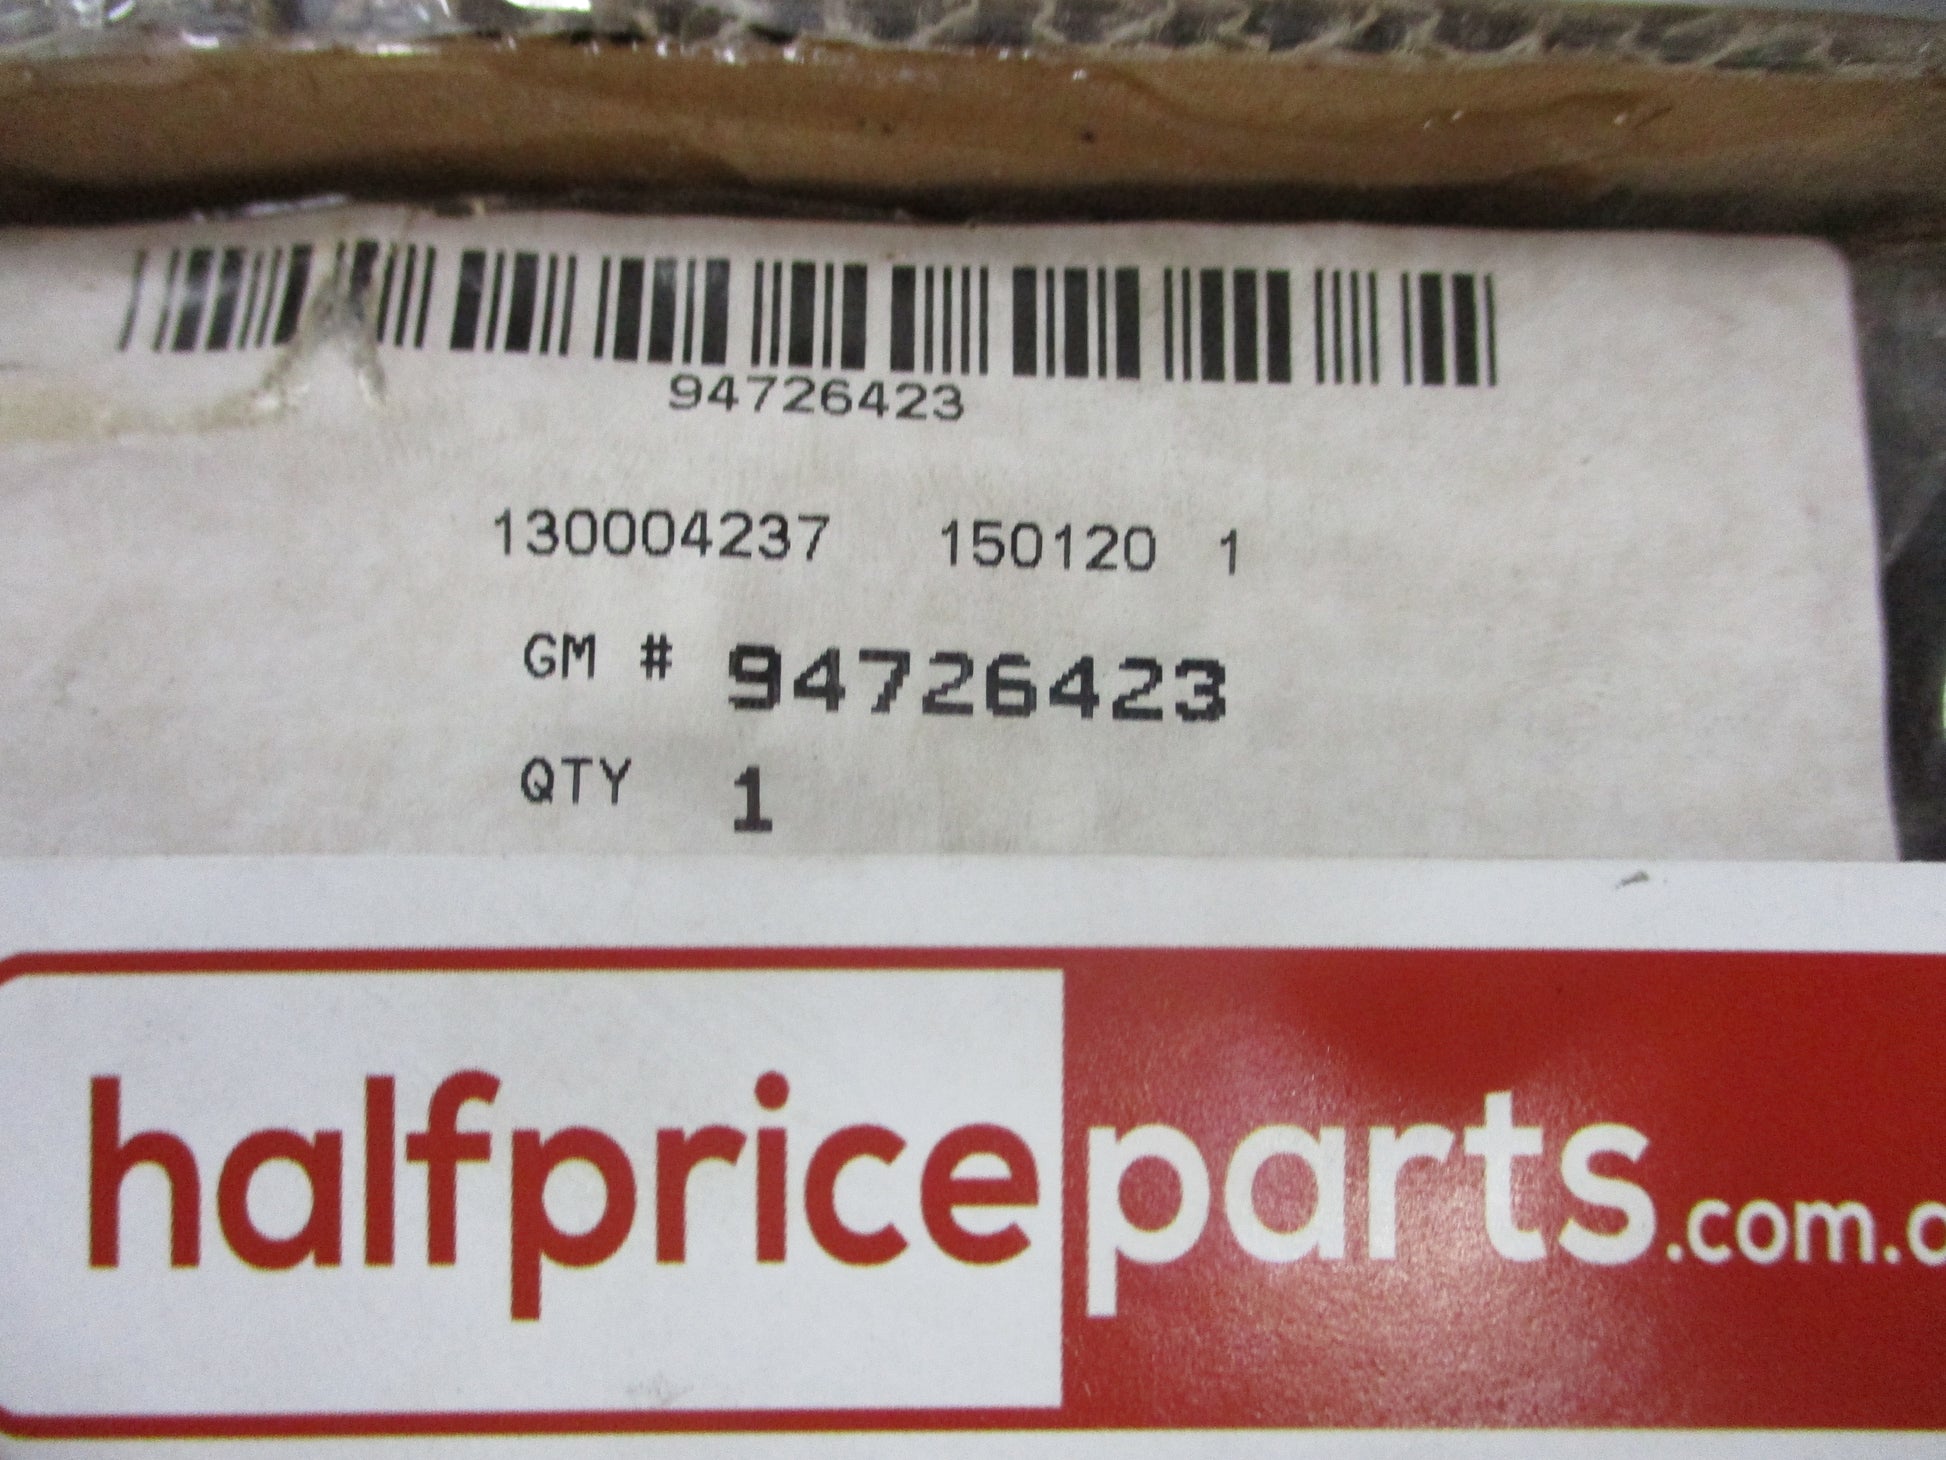 94726423
130004237 150120 1
GM # 94726423
QTY 1
halfpriceparts.com.a